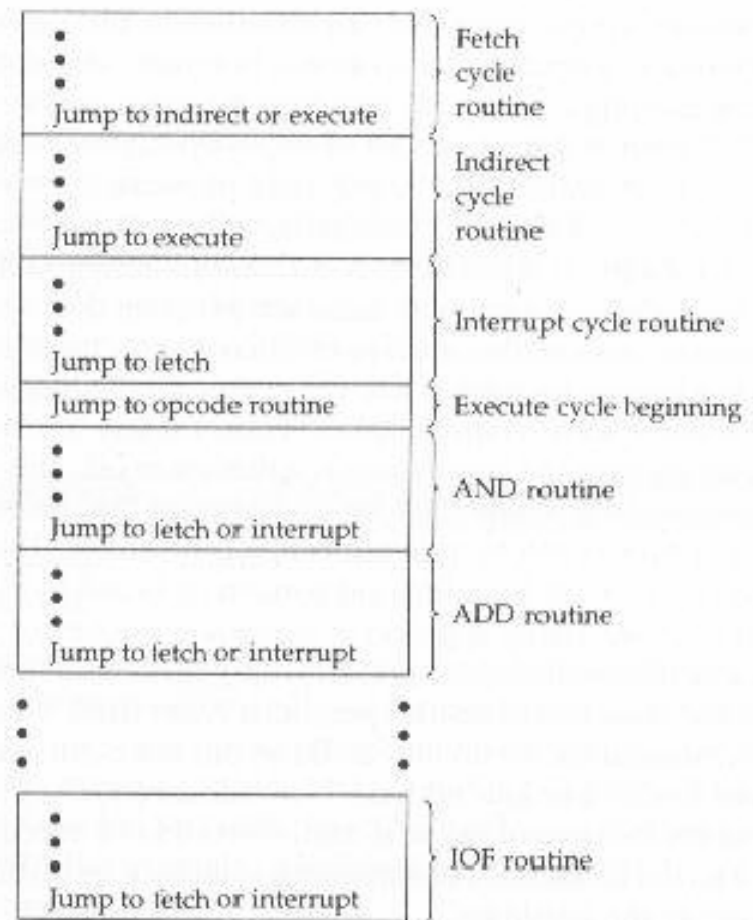 Fetch
cycle
routine
Jump to indirect or execute
Indirect
cycle
routine
Jump to execute
Interrupt cycle routine
Jump to fetch
Jump to opcode routine
Execute cycle beginning
AND routine
Jump to fetch or interrupt
ADD routine
Jump to fetch or interrupt
IOF routine
Jump to fetch or interrupt